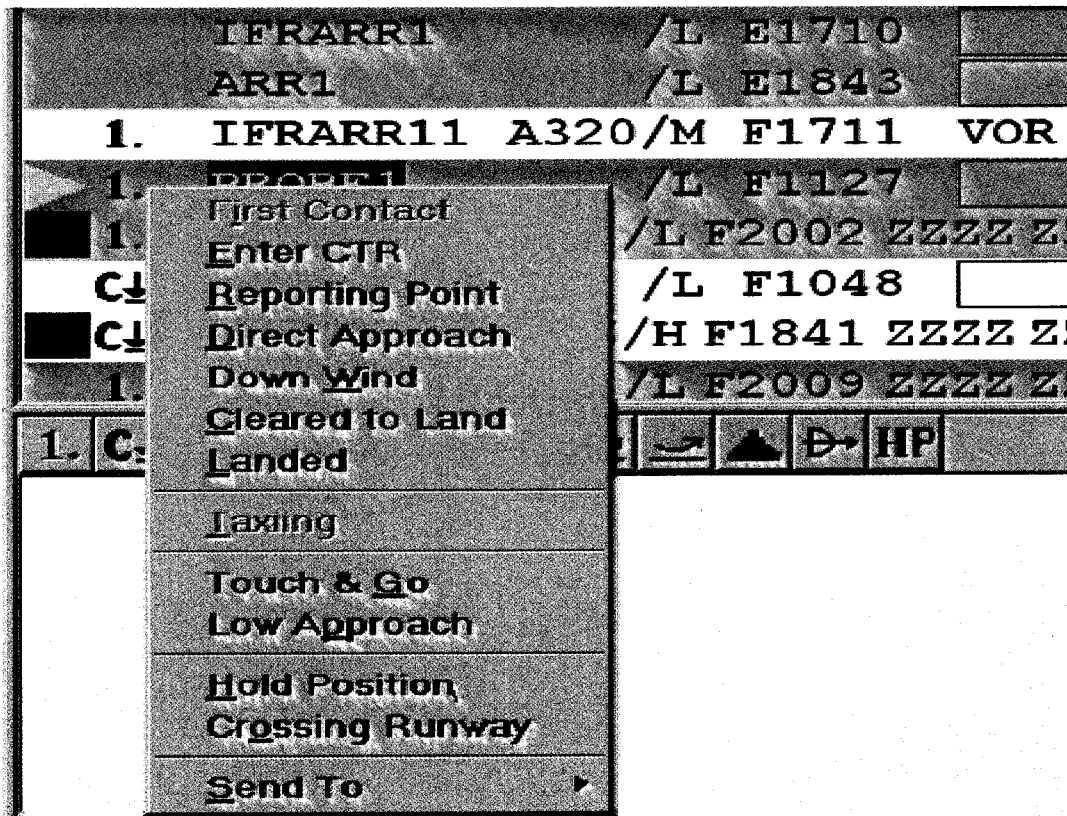 IFRARR1 /L E1710
ARR1 /L E1843
1. IFRARR11 A320/M F1711 VOR
1. PROBE1 /L F1127
1. /L F2002 ZZZZ
C /L F1048
C /H F1841 ZZZZ
1. /L F2009 ZZZZ
First Contact
Enter CTR
Reporting Point
Direct Approach
Down Wind
Cleared to Land
Landed
Taxiing
Touch & Go
Low Approach
Hold Position
Crossing Runway
Send To
1. C HP